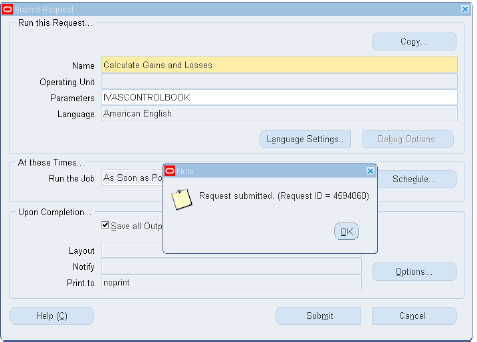 Submit Request
Run this Request...
Copy...
Name Calculate Gains and Losses
Operating Unit
Parameters IVASCONTROLBOOK
Language American English
Language Settings... Debug Options
At these Times...
Run the Job As Soon as Po Schedule...
Note
Request submitted. (Request ID = 4594060)
OK
Upon Completion...
Save all Outp
Layout
Notify
Options...
Print to noprint
Help (C) Submit Cancel